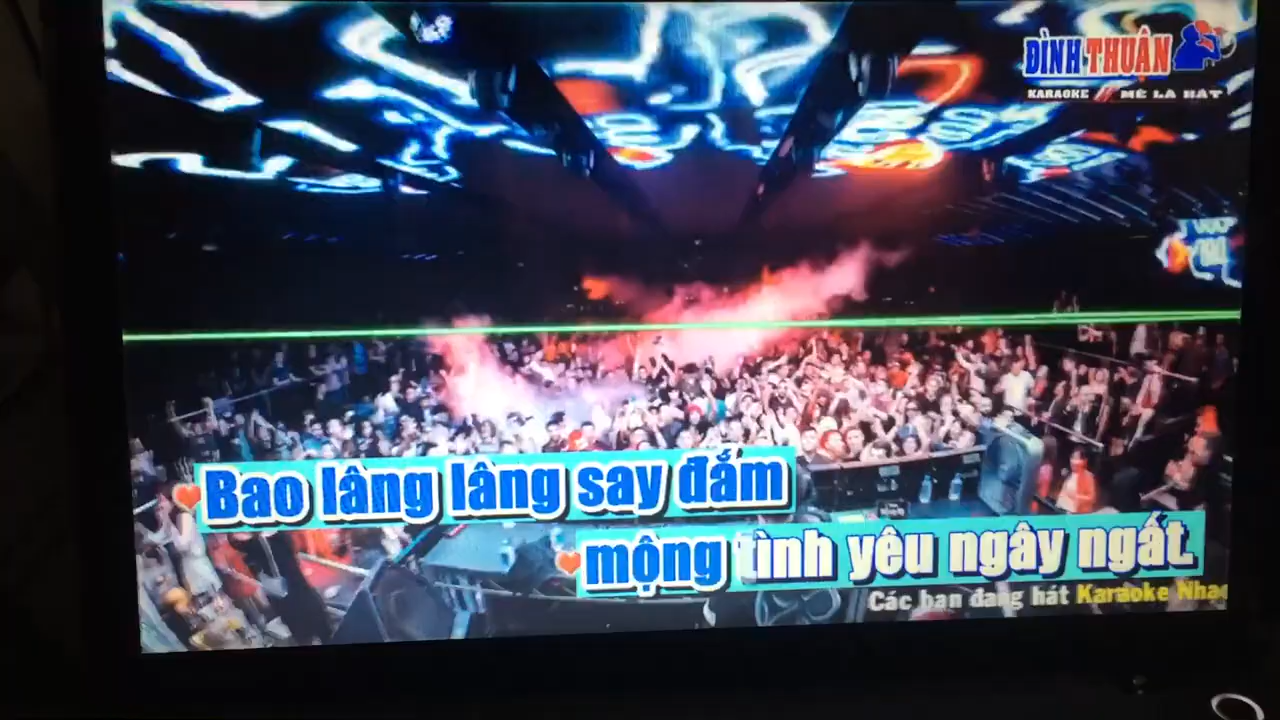 ĐÌNH THUÂN
KARAOKE MÊ LÀ HÁT
Bao lâng lâng say đắm
mộng tình yêu ngây ngất.
Các bạn đang hát Karaoke Nhạc